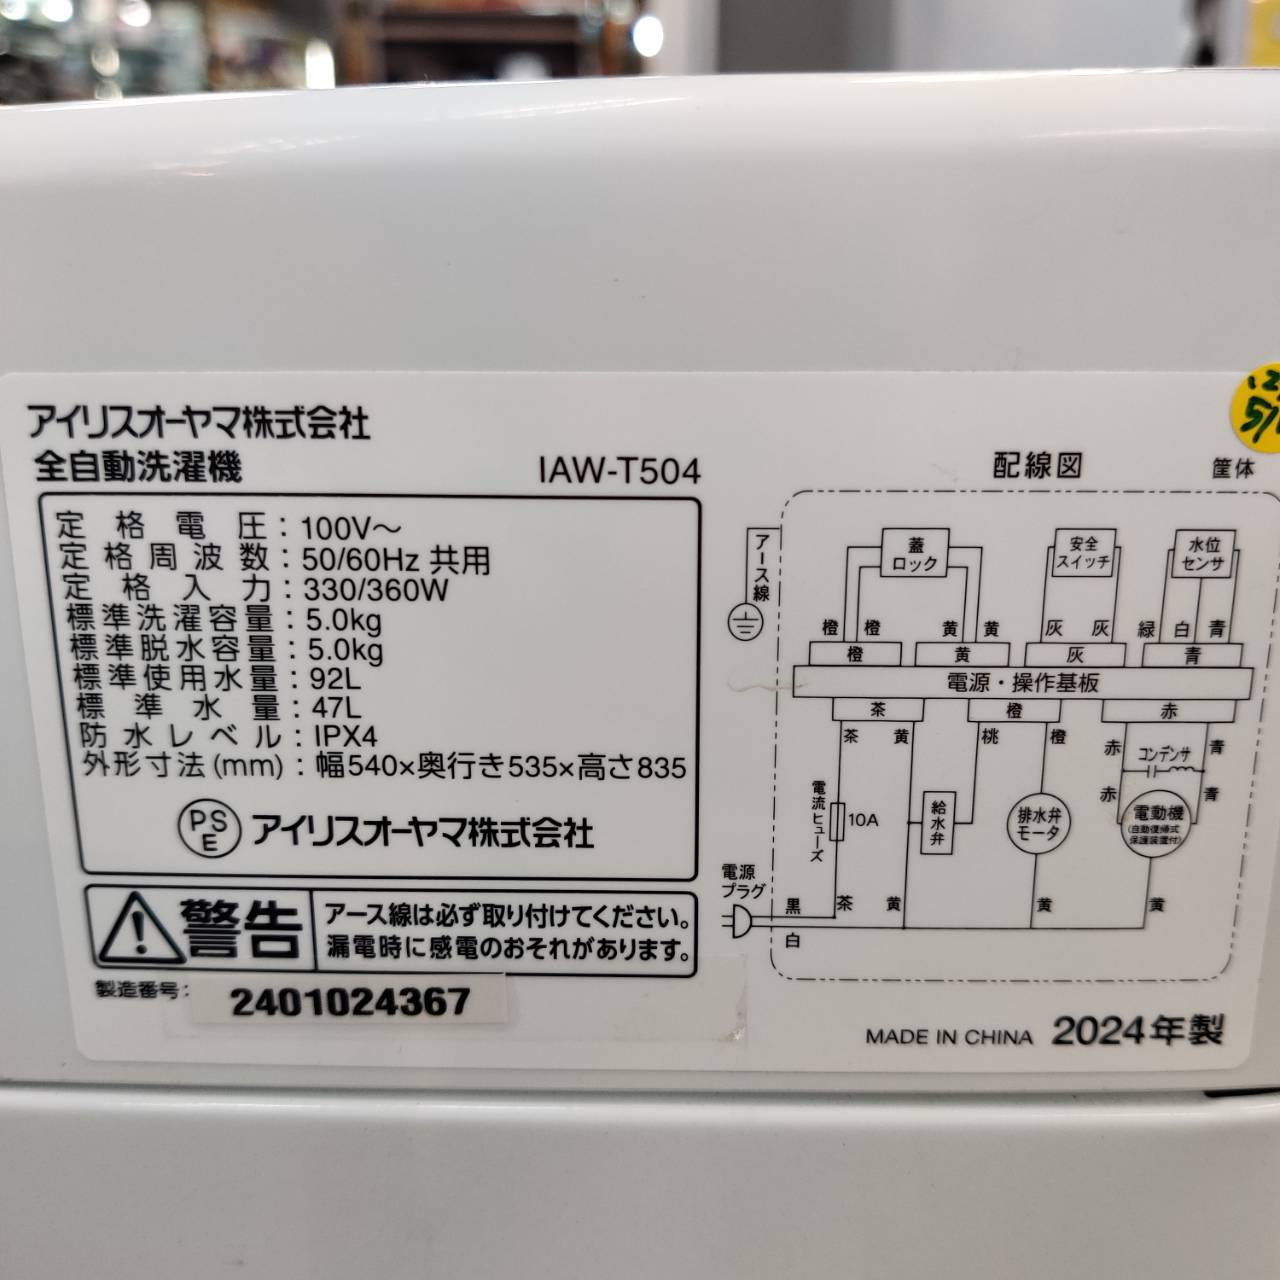 アイリスオーヤマ株式会社
全自動洗濯機 IAW-T504
定格電圧：100V～
定格周波数：50/60Hz 共用
定格入力：330/360W
標準洗濯容量：5.0kg
標準脱水容量：5.0kg
標準使用水量：92L
標準水量：47L
防水レベル：IPX4
外形寸法(mm)：幅540×奥行き535×高さ835
PSE アイリスオーヤマ株式会社
警告
アース線は必ず取り付けてください。
漏電時に感電のおそれがあります。
製造番号：
2401024367
配線図
筐体
アース線
蓋
ロック
安全
スイッチ
水位
センサ
橙 橙 黄 黄 灰 灰 緑 白 青
橙 黄 灰 青
電源・操作基板
茶 橙 赤
茶 黄 桃 橙 赤 青
コンデンサ
赤 青
電流ヒューズ
10A
給水弁
排水弁
モータ
電動機
(自動復帰式
保護装置付)
電源
プラグ
黒 茶 黄 黄 黄
白
MADE IN CHINA 2024年製